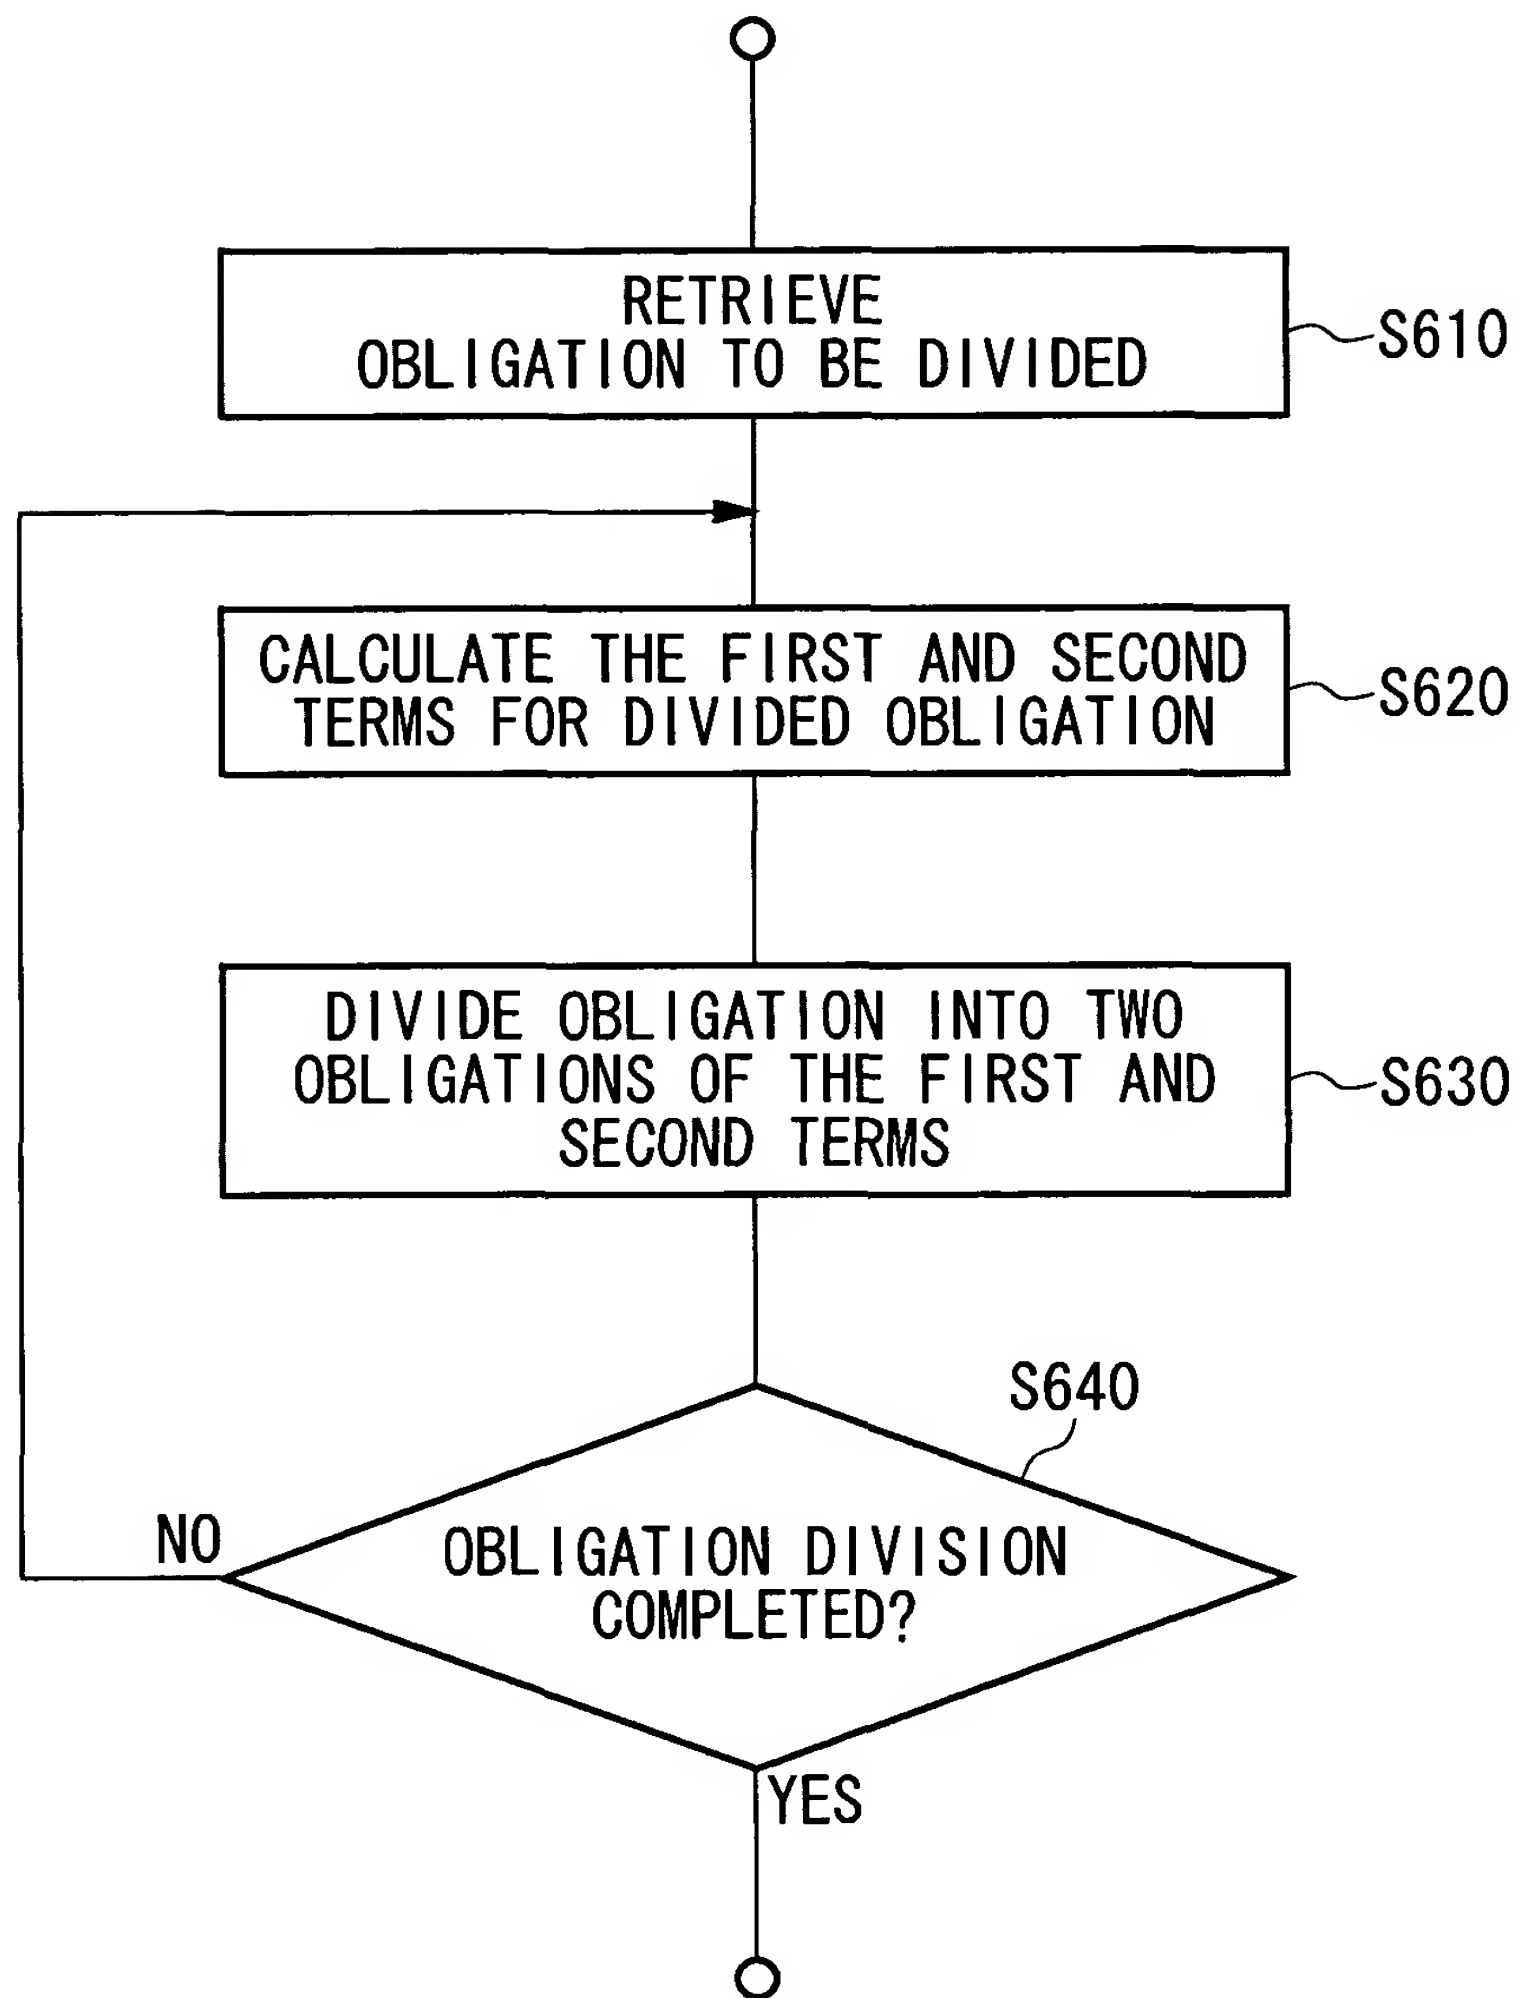 RETRIEVE
OBLIGATION TO BE DIVIDED
S610
CALCULATE THE FIRST AND SECOND
TERMS FOR DIVIDED OBLIGATION
S620
DIVIDE OBLIGATION INTO TWO
OBLIGATIONS OF THE FIRST AND
SECOND TERMS
S630
S640
NO
OBLIGATION DIVISION
COMPLETED?
YES